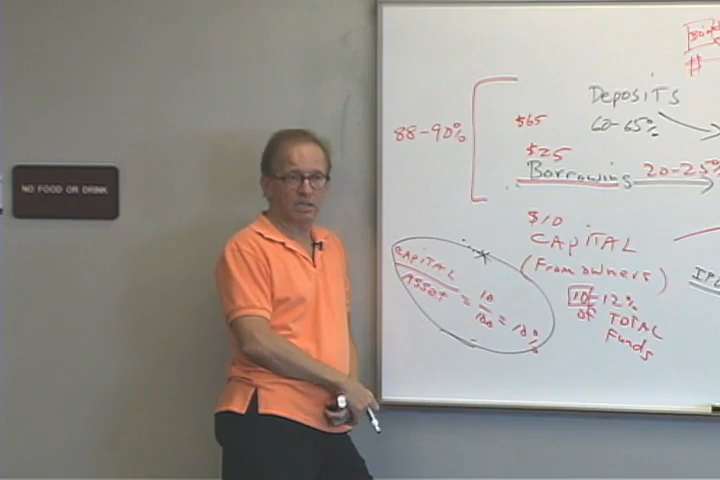 NO FOOD OR DRINK
Deposits
60-65%
$65
88-90%
$25
Borrowings
20-25%
$10
CAPITAL
(From owners)
10-12%
of TOTAL
Funds
CAPITAL
ASSET
= 10
100
= 10%